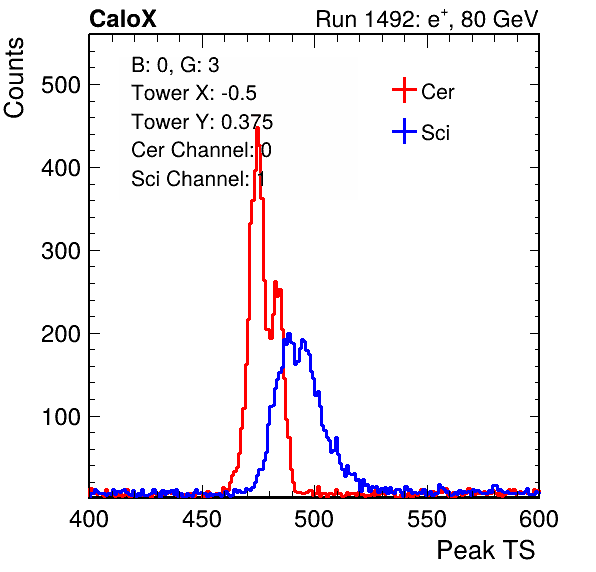 CaloX Run 1492: e⁺, 80 GeV
Counts
B: 0, G: 3
Tower X: -0.5
Tower Y: 0.375
Cer Channel: 0
Sci Channel: 1
Cer
Sci
500
400
300
200
100
400 450 500 550 600
Peak TS